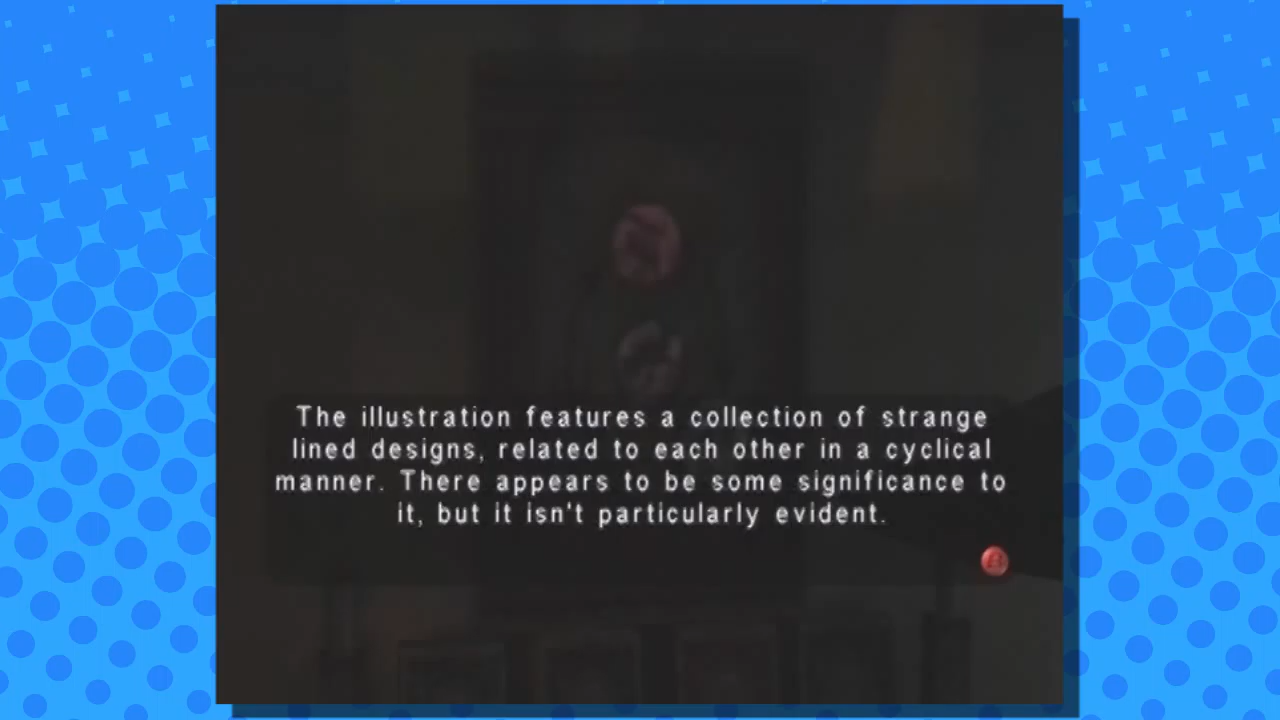 The illustration features a collection of strange
lined designs, related to each other in a cyclical
manner. There appears to be some significance to
it, but it isn't particularly evident.